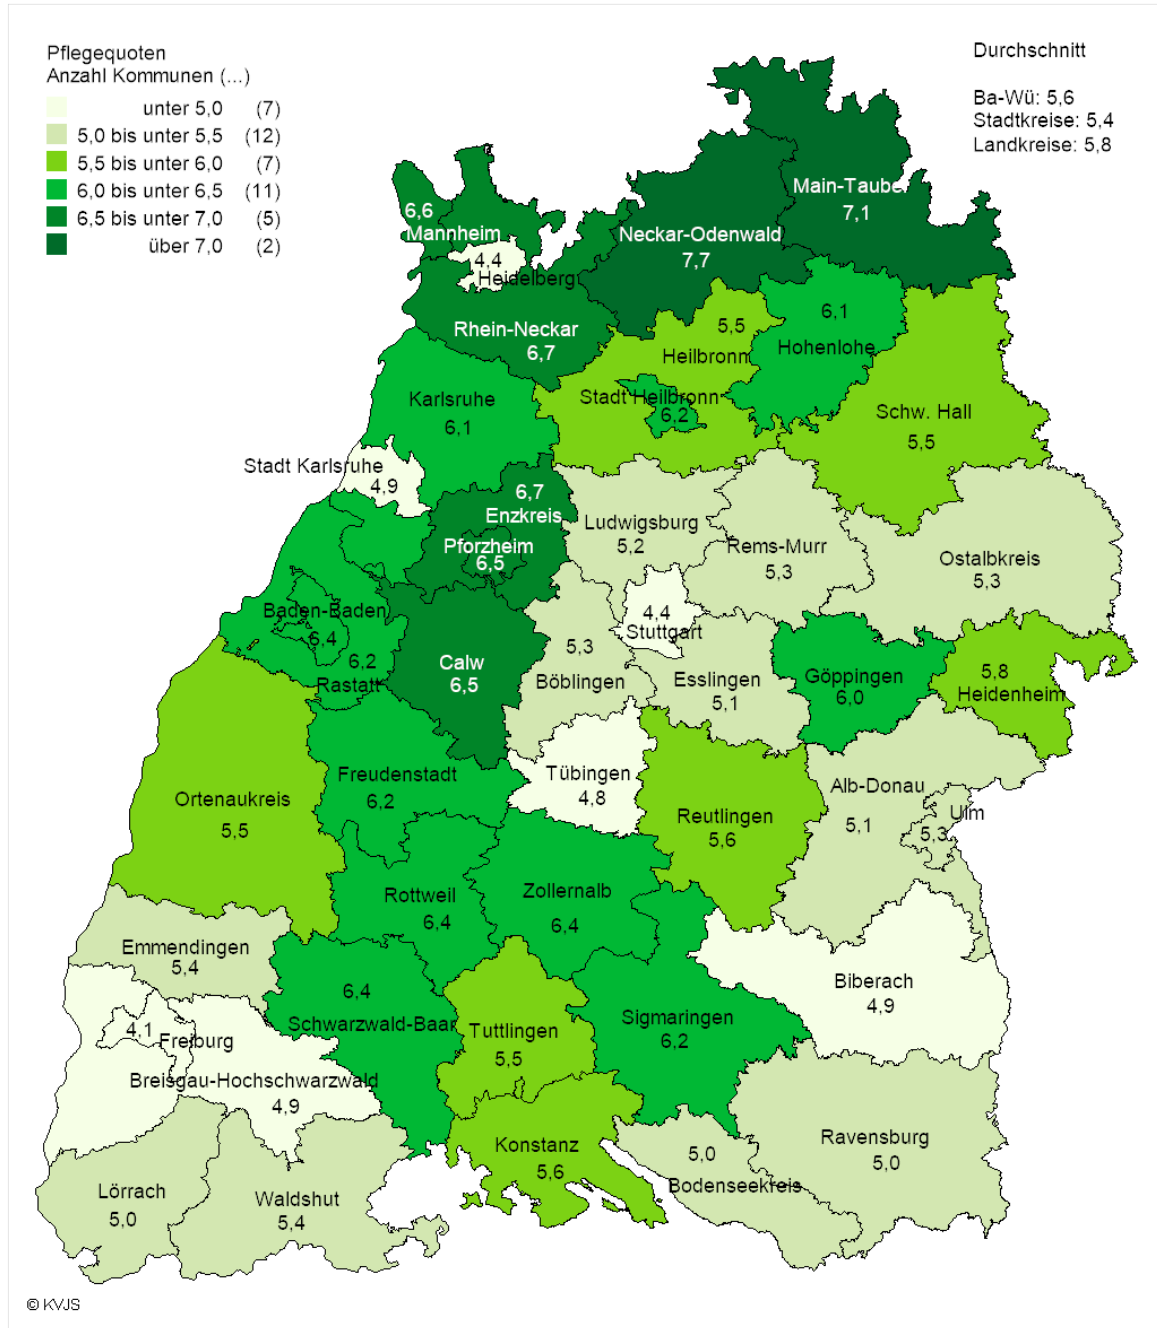 Pflegequoten
Anzahl Kommunen (...)
unter 5,0 (7)
5,0 bis unter 5,5 (12)
5,5 bis unter 6,0 (7)
6,0 bis unter 6,5 (11)
6,5 bis unter 7,0 (5)
über 7,0 (2)
Durchschnitt
Ba-Wü: 5,6
Stadtkreise: 5,4
Landkreise: 5,8
Main-Tauber
7,1
6,6
Mannheim
Neckar-Odenwald
7,7
4,4
Heidelberg
Rhein-Neckar
6,7
5,5
Heilbronn
6,1
Hohenlohe
Karlsruhe
6,1
Stadt Heilbronn
6,2
Schw. Hall
5,5
Stadt Karlsruhe
4,9
6,7
Enzkreis
Pforzheim
6,5
Ludwigsburg
5,2
Rems-Murr
5,3
Ostalbkreis
5,3
Baden-Baden
6,4
6,2
Rastatt
4,4
Stuttgart
5,3
Böblingen
Calw
6,5
Esslingen
5,1
Göppingen
6,0
5,8
Heidenheim
Freudenstadt
6,2
Tübingen
4,8
Ortenaukreis
5,5
Reutlingen
5,6
Alb-Donau
5,1
Ulm
5,3
Rottweil
6,4
Zollernalb
6,4
Emmendingen
5,4
6,4
Schwarzwald-Baar
Biberach
4,9
4,1
Freiburg
Tuttlingen
5,5
Sigmaringen
6,2
Breisgau-Hochschwarzwald
4,9
Konstanz
5,6
Ravensburg
5,0
5,0
Bodenseekreis
Lörrach
5,0
Waldshut
5,4
© KVJS